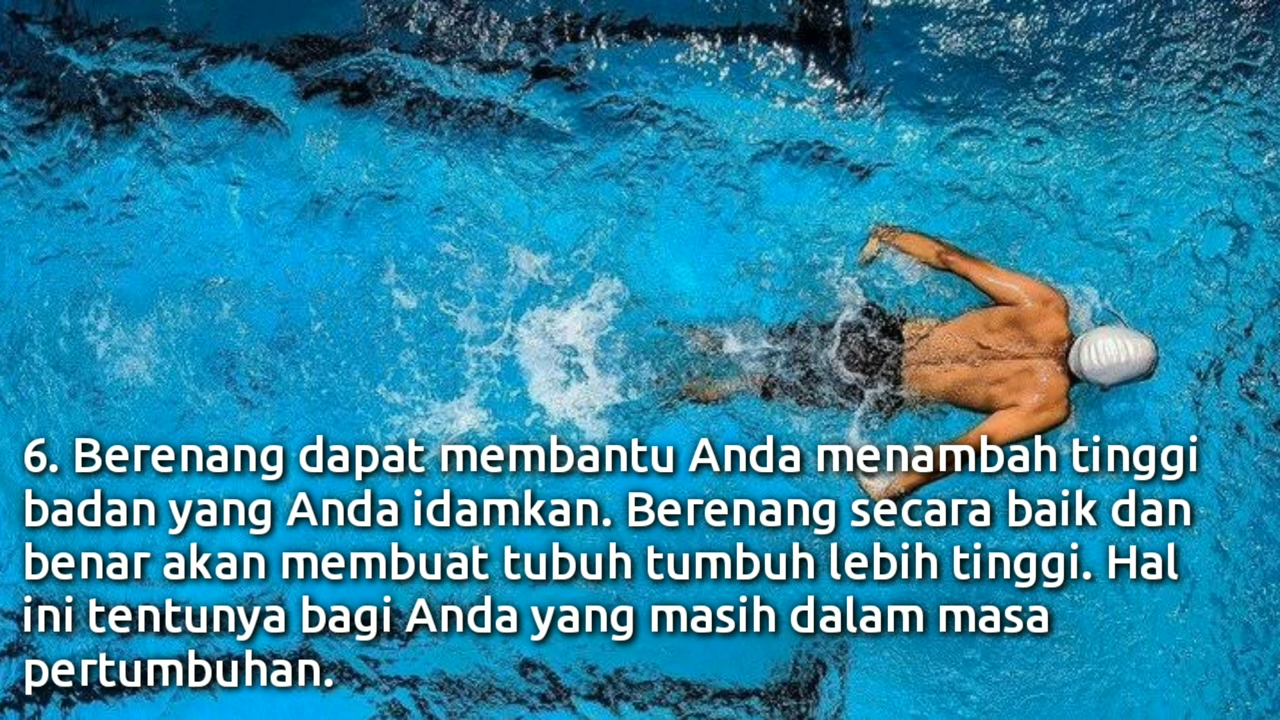 6. Berenang dapat membantu Anda menambah tinggi
badan yang Anda idamkan. Berenang secara baik dan
benar akan membuat tubuh tumbuh lebih tinggi. Hal
ini tentunya bagi Anda yang masih dalam masa
pertumbuhan.